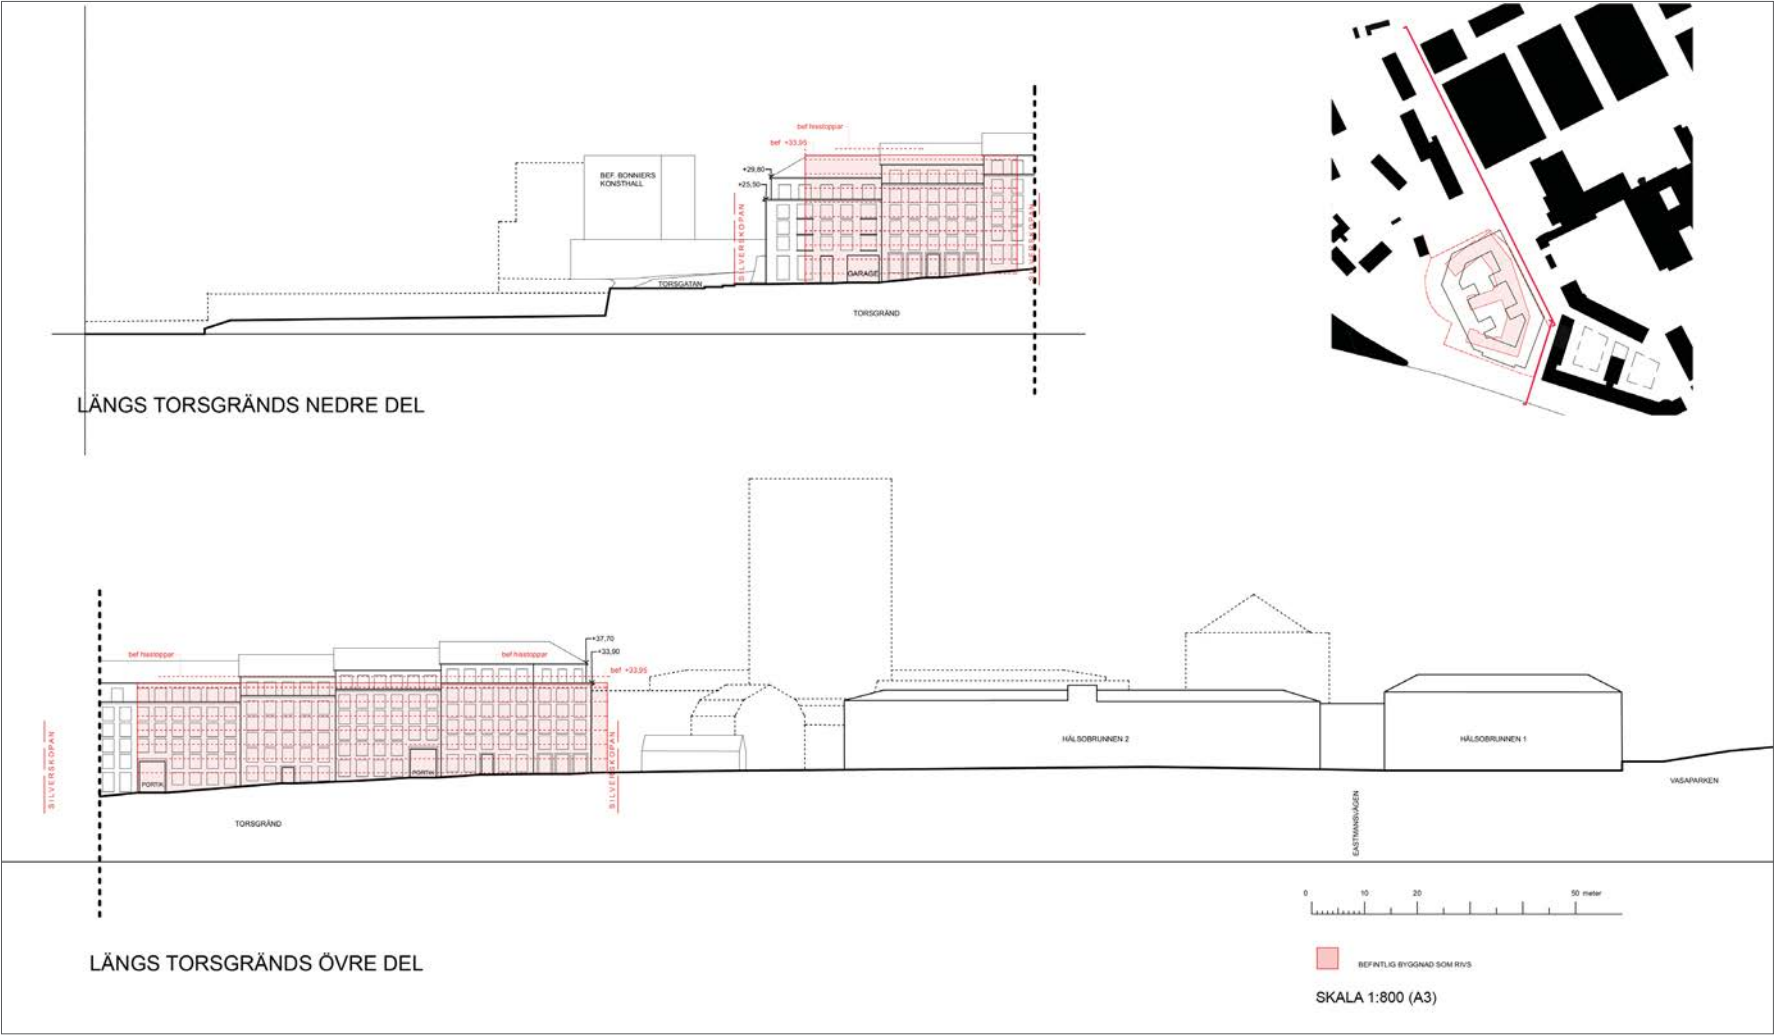 bef hisstoppar
bef +33,95
BEF. BONNIERS
KONSTHALL
+29,80
+25,50
SILVERSKOPAN
SILVERSKOPAN
GARAGE
TORSGATAN
TORSGRÄND
LÄNGS TORSGRÄNDS NEDRE DEL
+37,70
+33,90
bef hisstoppar
bef hisstoppar
bef +33,95
SILVERSKOPAN
SILVERSKOPAN
PORTIK
PORTIK
HÄLSOBRUNNEN 2
HÄLSOBRUNNEN 1
VASAPARKEN
TORSGRÄND
EASTMANSVÄGEN
0 10 20 50 meter
LÄNGS TORSGRÄNDS ÖVRE DEL
BEFINTLIG BYGGNAD SOM RIVS
SKALA 1:800 (A3)